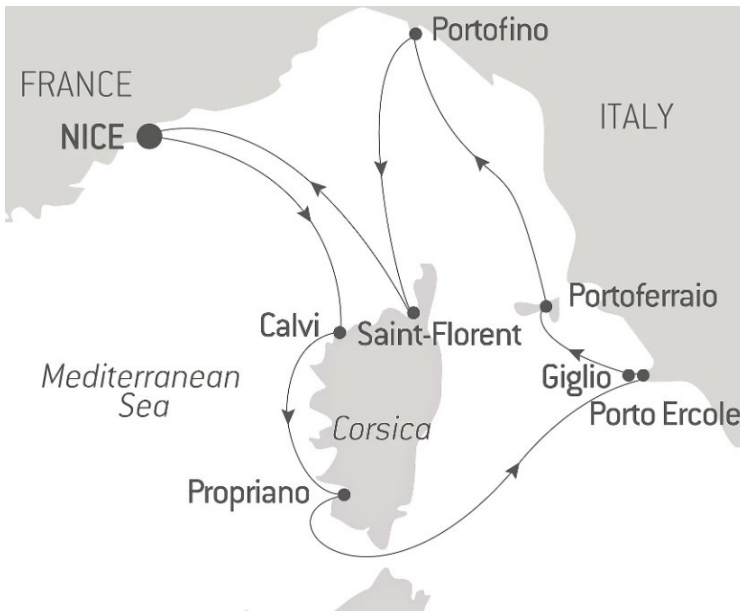 Portofino
FRANCE
ITALY
NICE
Portoferraio
Calvi
Saint-Florent
Mediterranean
Sea
Giglio
Porto Ercole
Corsica
Propriano